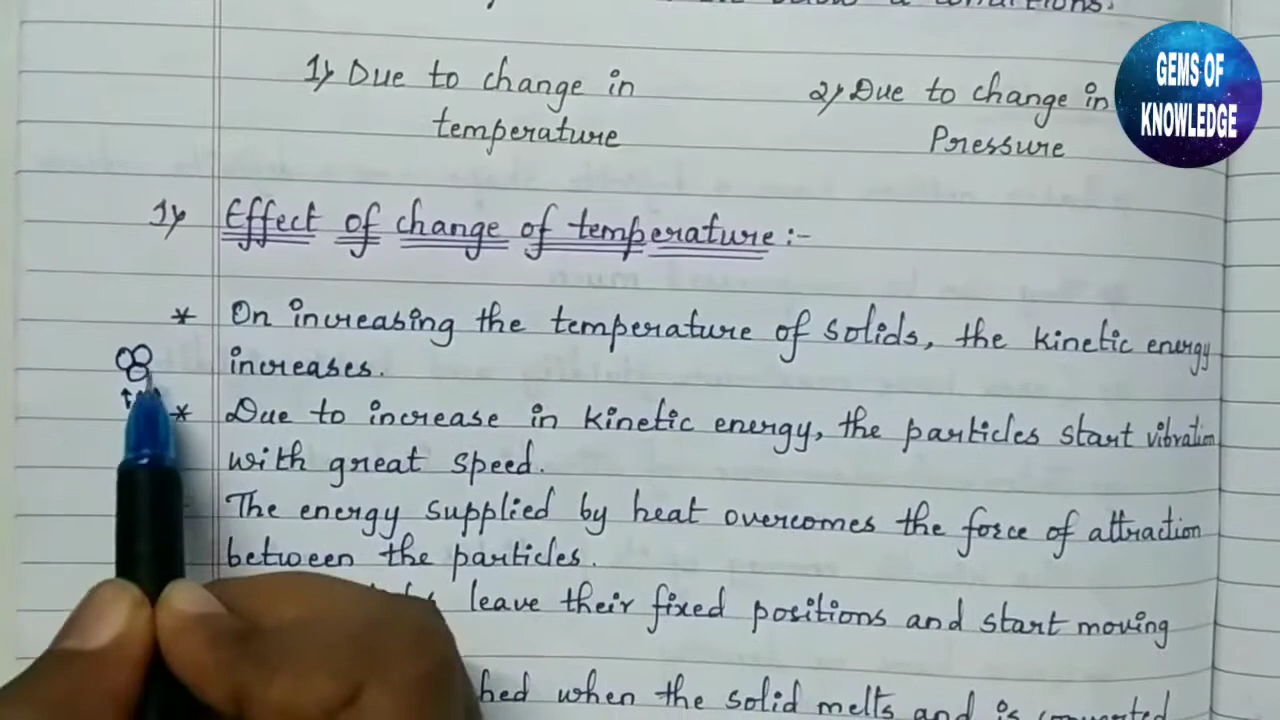 conditions.
1) Due to change in
temperature
2) Due to change in
Pressure
GEMS OF
KNOWLEDGE
1) Effect of change of temperature :-
* On increasing the temperature of solids, the kinetic energy
increases.
* Due to increase in kinetic energy, the particles start vibration
with great speed.
The energy supplied by heat overcomes the force of attraction
between the particles.
leave their fixed positions and start moving
when the solid melts and is converted